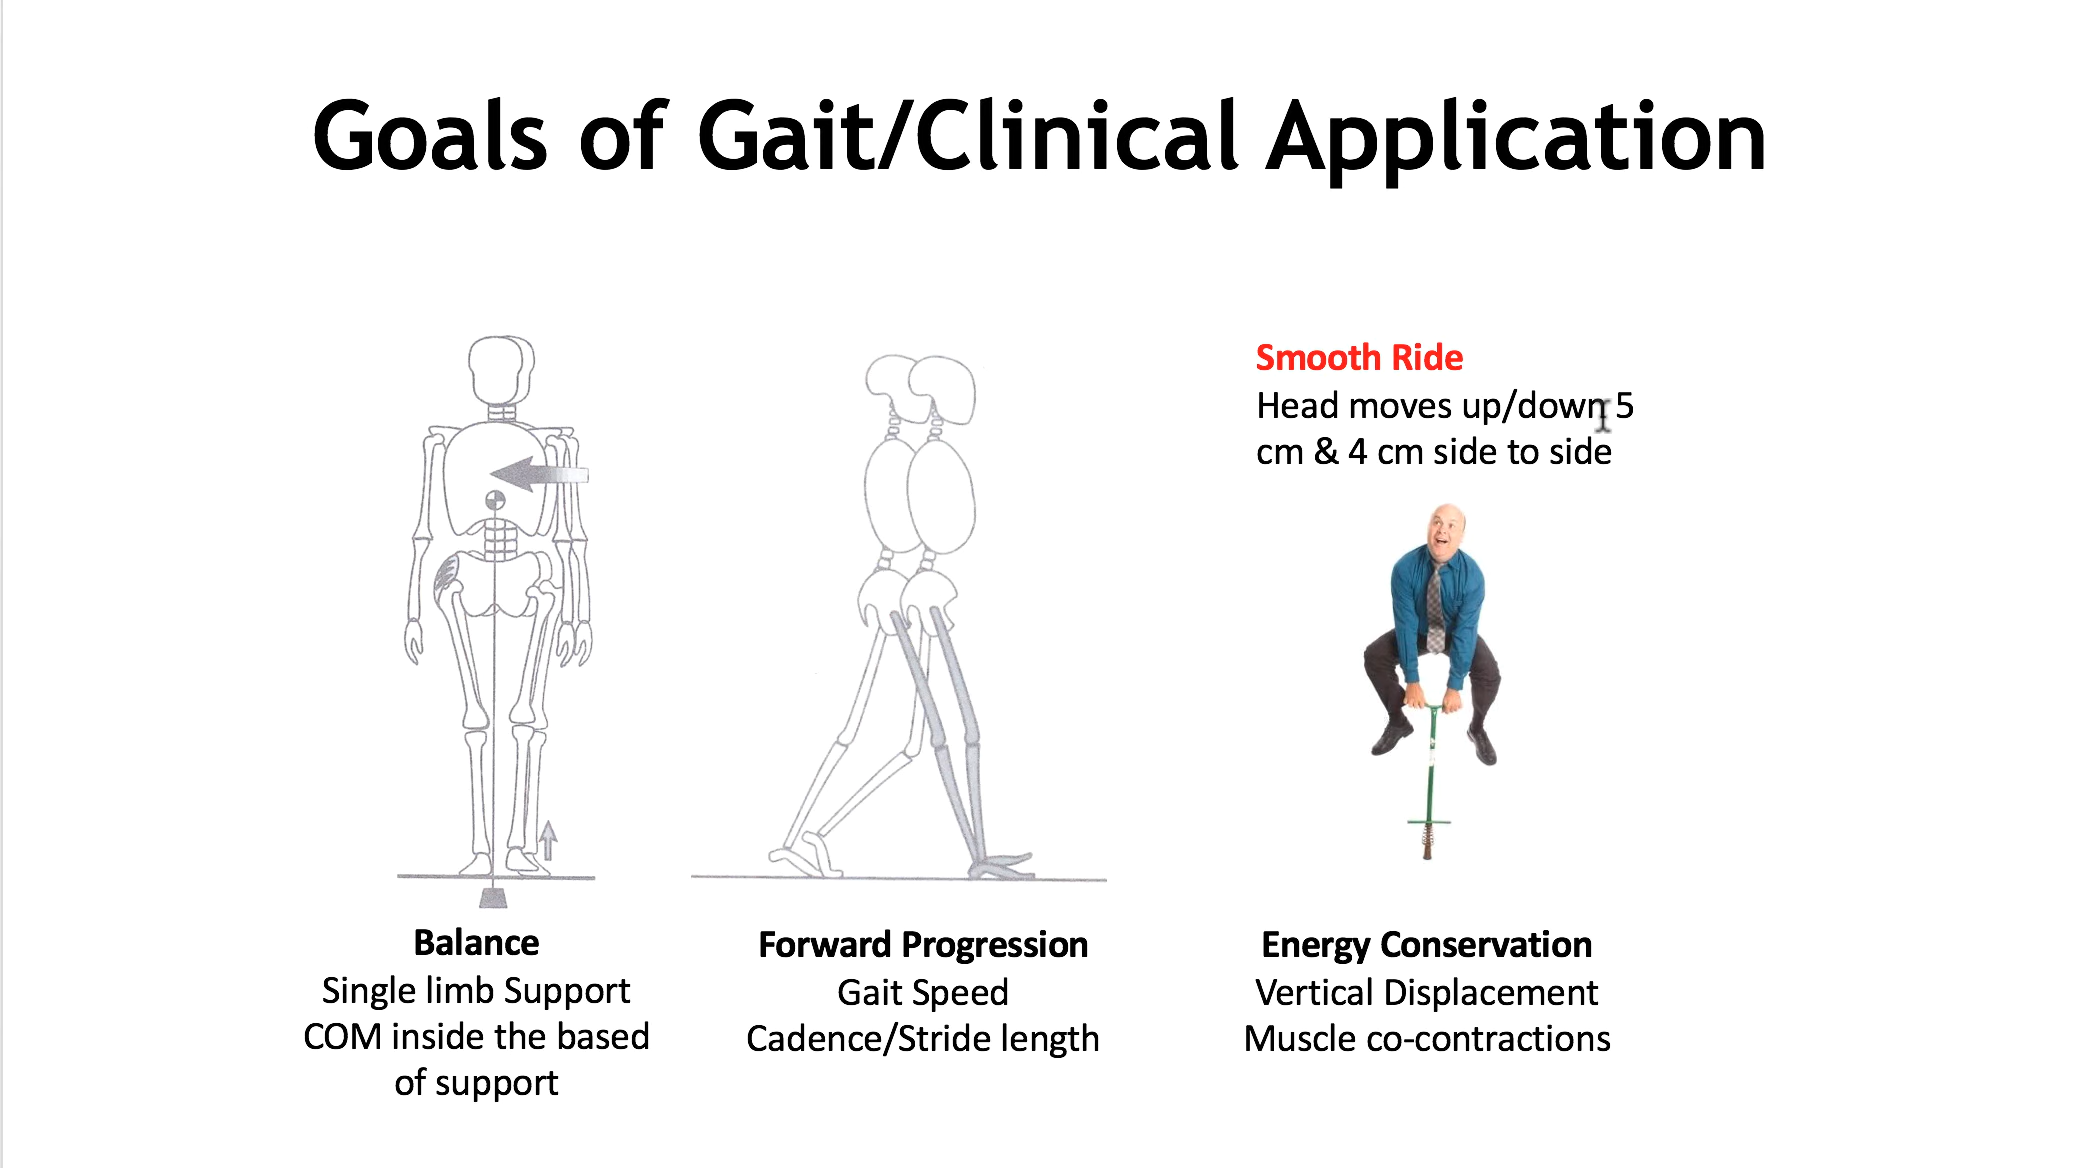 Goals of Gait/Clinical Application
Smooth Ride
Head moves up/down 5
cm & 4 cm side to side
Balance
Single limb Support
COM inside the based
of support
Forward Progression
Gait Speed
Cadence/Stride length
Energy Conservation
Vertical Displacement
Muscle co-contractions